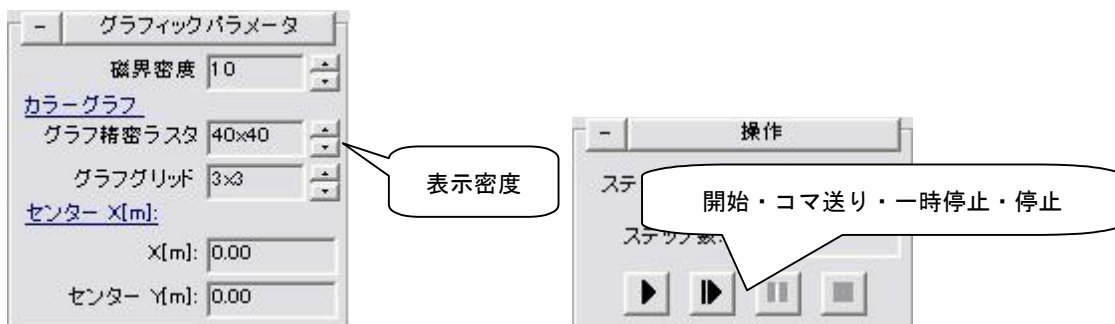 - グラフィックパラメータ
磁界密度 10
カラーグラフ
グラフ精密ラスタ 40x40
グラフグリッド 3x3
センター X[m]:
X[m]: 0.00
センター Y[m]: 0.00
表示密度
- 操作
ステ
開始・コマ送り・一時停止・停止
ステップ数: